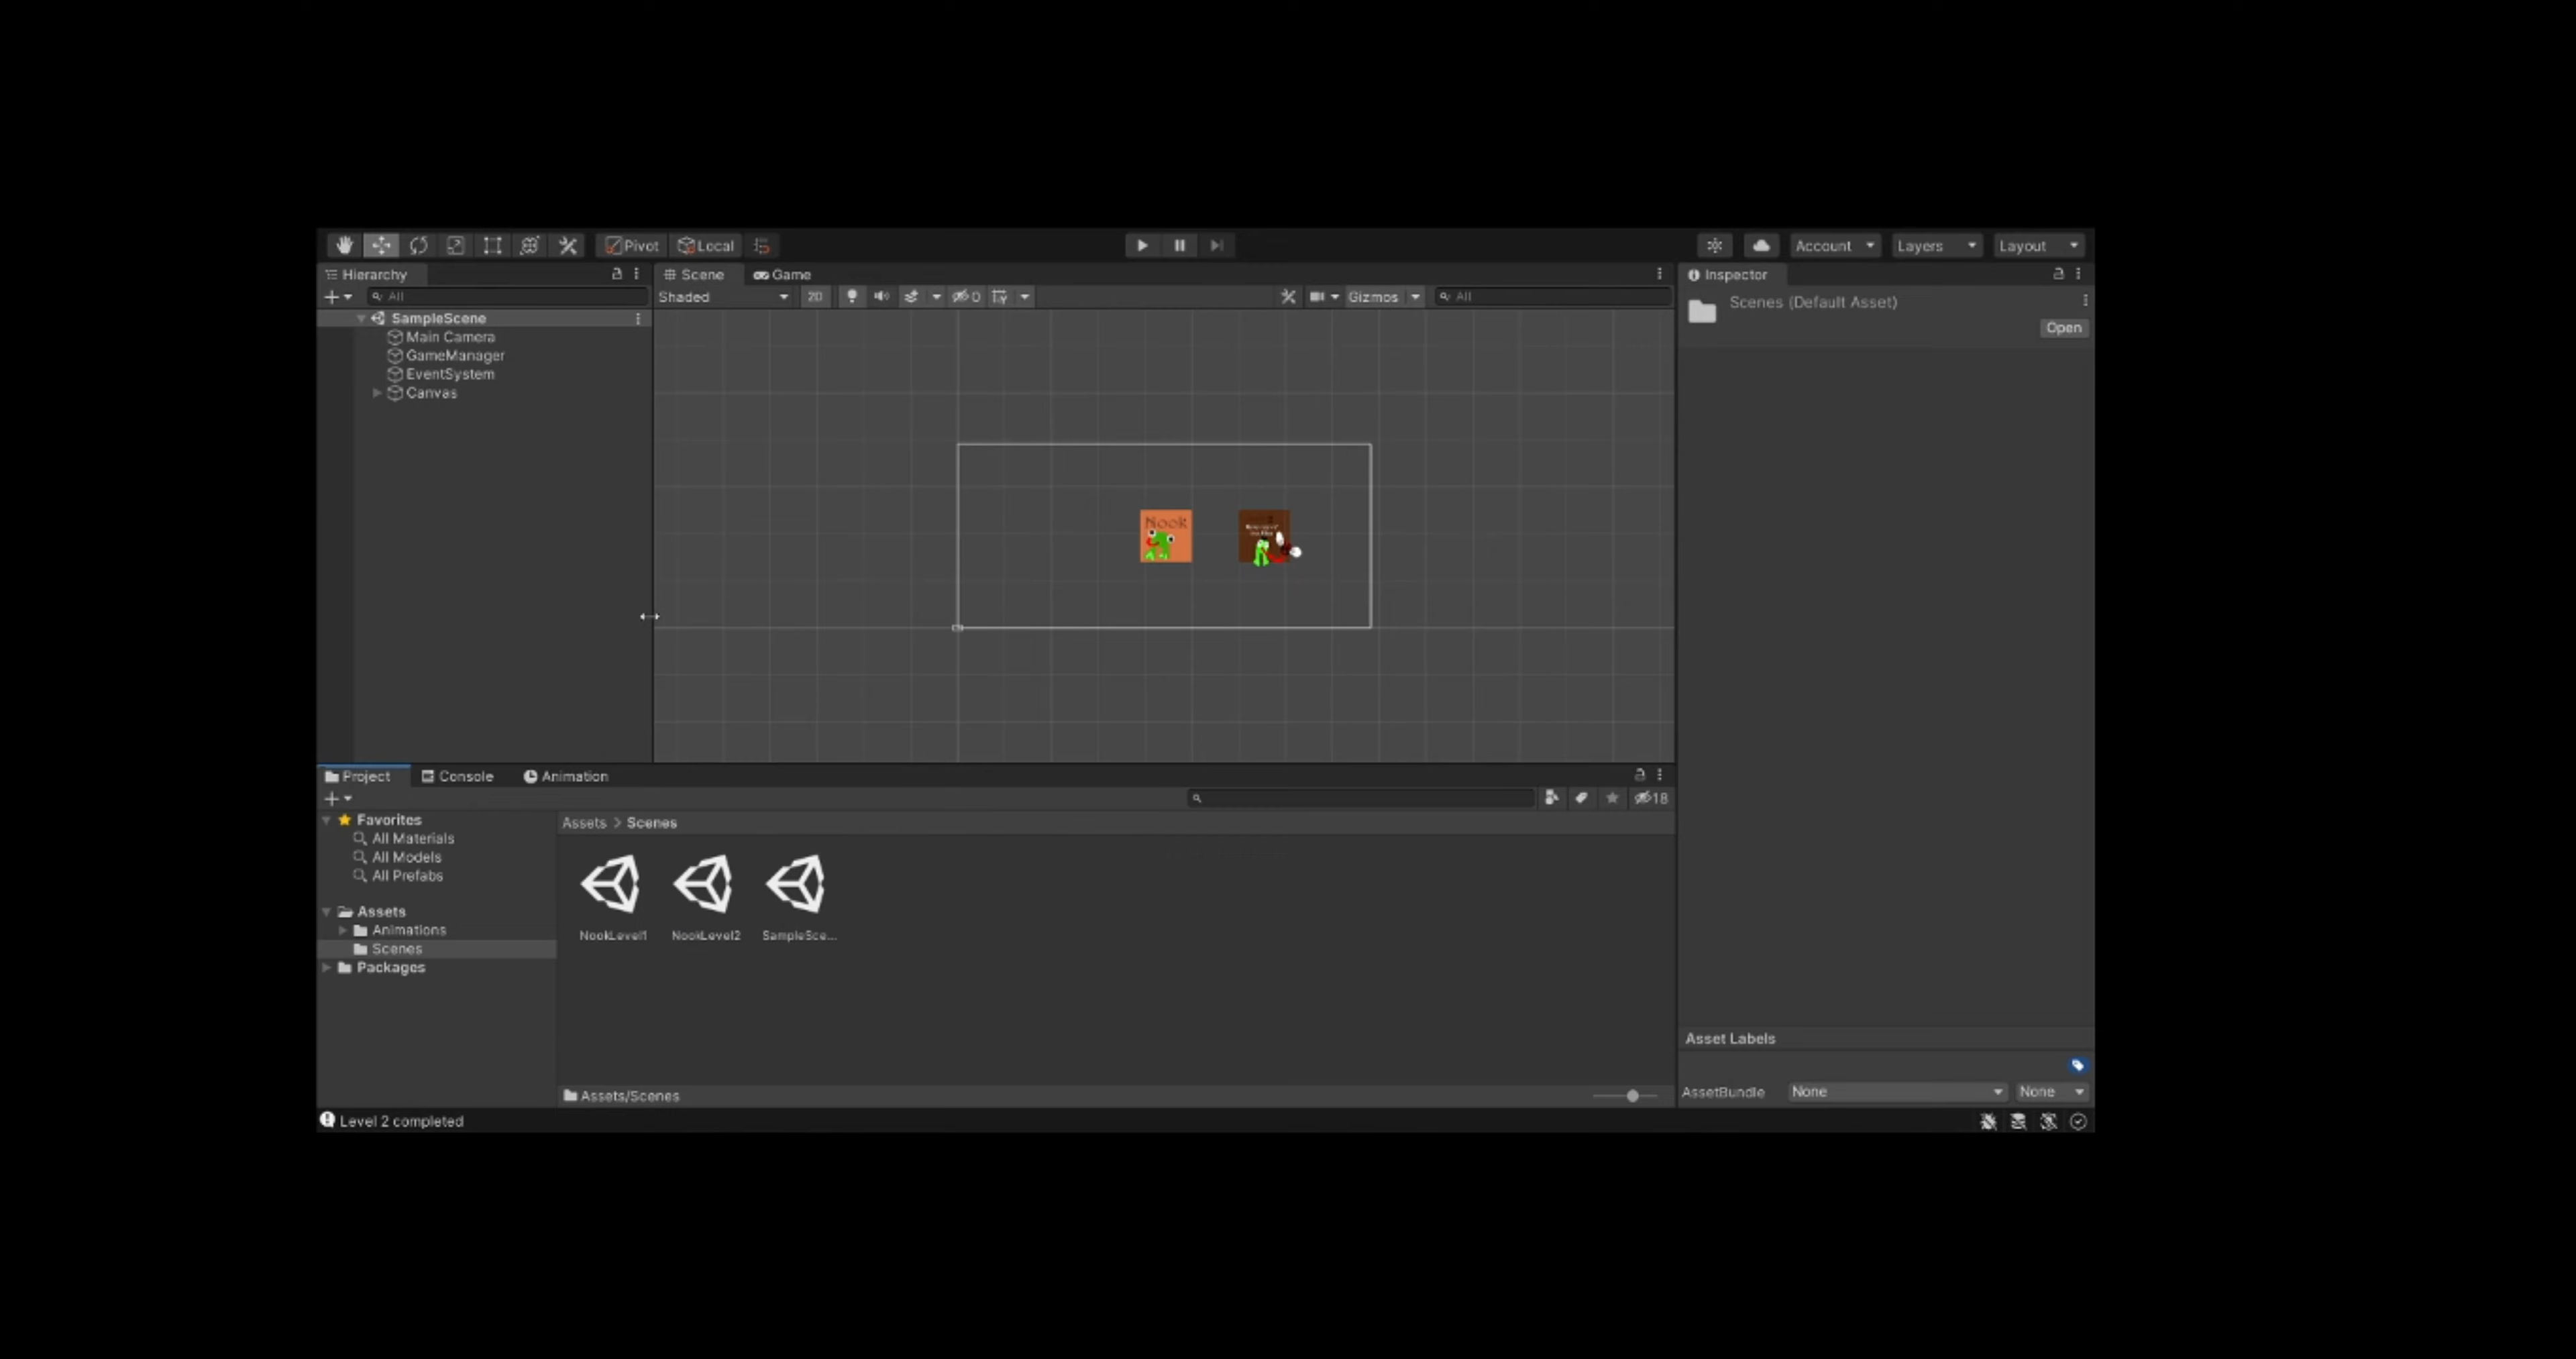 Pivot Local
Account Layers Layout
Hierarchy
All
SampleScene
Main Camera
GameManager
EventSystem
Canvas
Scene Game
Shaded 2D 0 Gizmos All
Nook
Inspector
Scenes (Default Asset)
Open
Project Console Animation
18
Favorites
All Materials
All Models
All Prefabs
Assets
Animations
Scenes
Packages
Assets > Scenes
NookLevel1 NookLevel2 SampleSce...
Assets/Scenes
Asset Labels
AssetBundle None None
Level 2 completed